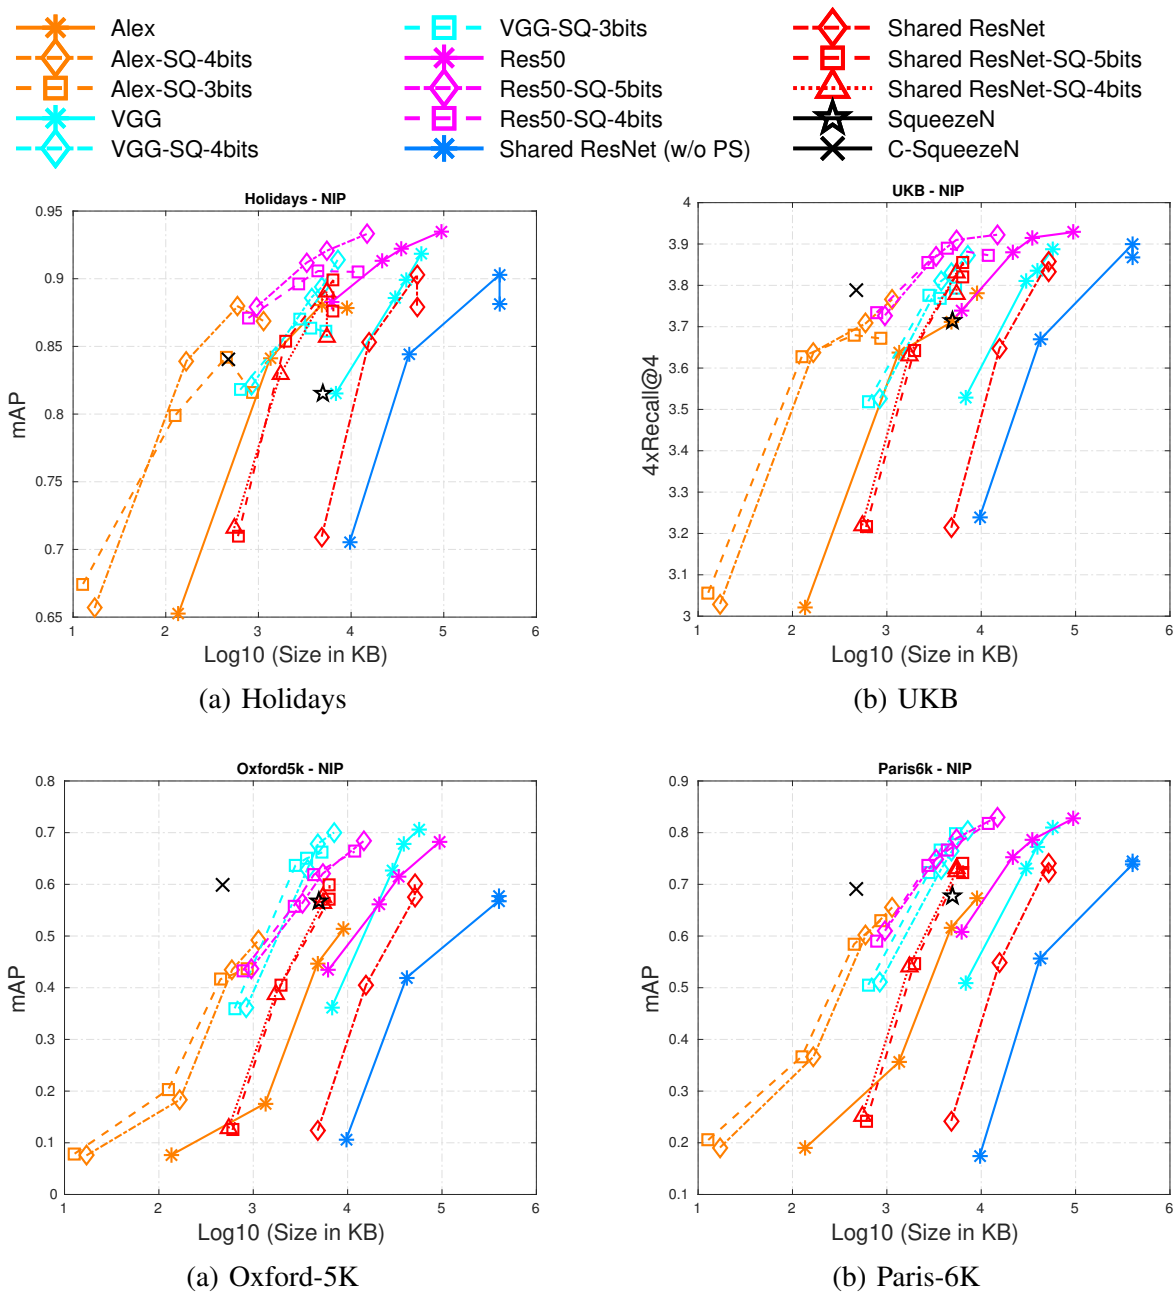 Alex
Alex-SQ-4bits
Alex-SQ-3bits
VGG
VGG-SQ-4bits
VGG-SQ-3bits
Res50
Res50-SQ-5bits
Res50-SQ-4bits
Shared ResNet (w/o PS)
Shared ResNet
Shared ResNet-SQ-5bits
Shared ResNet-SQ-4bits
SqueezeN
C-SqueezeN
Holidays - NIP
0.95
0.9
0.85
0.8
0.75
0.7
0.65
mAP
1 2 3 4 5 6
Log10 (Size in KB)
(a) Holidays
UKB - NIP
4
3.9
3.8
3.7
3.6
3.5
3.4
3.3
3.2
3.1
3
4xRecall@4
1 2 3 4 5 6
Log10 (Size in KB)
(b) UKB
Oxford5k - NIP
0.8
0.7
0.6
0.5
0.4
0.3
0.2
0.1
0
mAP
1 2 3 4 5 6
Log10 (Size in KB)
(a) Oxford-5K
Paris6k - NIP
0.9
0.8
0.7
0.6
0.5
0.4
0.3
0.2
0.1
mAP
1 2 3 4 5 6
Log10 (Size in KB)
(b) Paris-6K